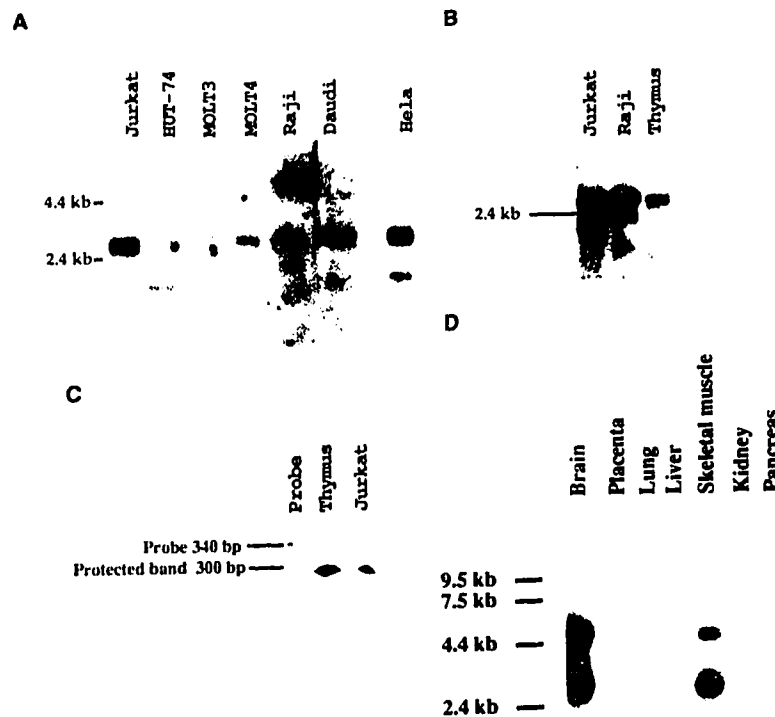 A
Jurkat
HUT-74
MOLT3
MOLT4
Raji
Daudi
Hela
4.4 kb
2.4 kb
B
Jurkat
Raji
Thymus
2.4 kb
C
Probe
Thymus
Jurkat
Probe 340 bp
Protected band 300 bp
D
Brain
Placenta
Lung
Liver
Skeletal muscle
Kidney
Pancreas
9.5 kb
7.5 kb
4.4 kb
2.4 kb